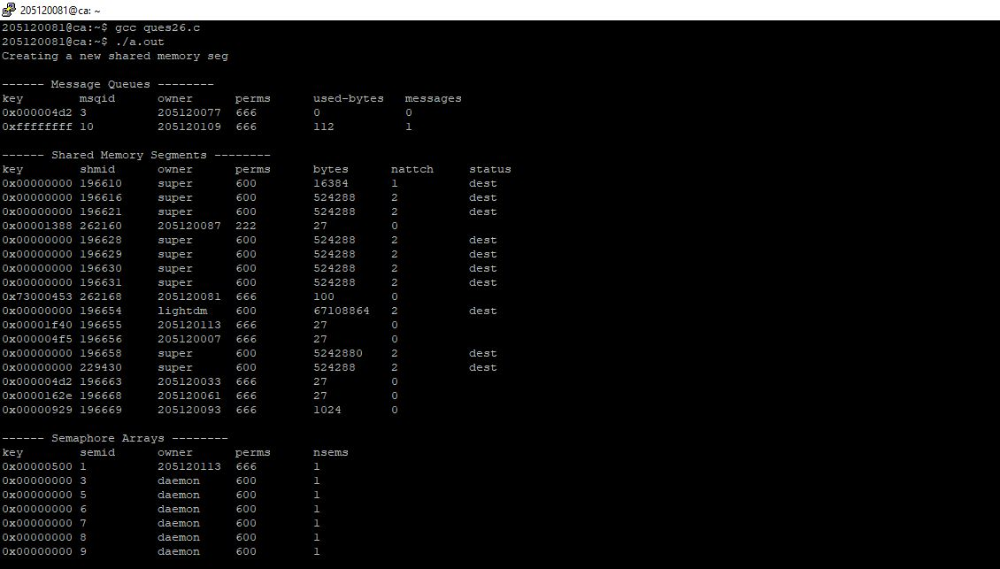 205120081@ca: ~
205120081@ca:~$ gcc ques26.c
205120081@ca:~$ ./a.out
Creating a new shared memory seg
------ Message Queues --------
key        msqid      owner      perms      used-bytes   messages
0x000004d2 3          205120077  666        0            0
0xffffffff 10         205120109  666        112          1
------ Shared Memory Segments --------
key        shmid      owner      perms      bytes      nattch     status
0x00000000 196610     super      600        16384      1          dest
0x00000000 196616     super      600        524288     2          dest
0x00000000 196621     super      600        524288     2          dest
0x00001388 262160     205120087  222        27         0
0x00000000 196628     super      600        524288     2          dest
0x00000000 196629     super      600        524288     2          dest
0x00000000 196630     super      600        524288     2          dest
0x00000000 196631     super      600        524288     2          dest
0x73000453 262168     205120081  666        100        0
0x00000000 196654     lightdm    600        67108864   2          dest
0x00001f40 196655     205120113  666        27         0
0x000004f5 196656     205120007  666        27         0
0x00000000 196658     super      600        5242880    2          dest
0x00000000 229430     super      600        524288     2          dest
0x000004d2 196663     205120033  666        27         0
0x0000162e 196668     205120061  666        27         0
0x00000929 196669     205120093  666        1024       0
------ Semaphore Arrays --------
key        semid      owner      perms      nsems
0x00000500 1          205120113  666        1
0x00000000 3          daemon     600        1
0x00000000 5          daemon     600        1
0x00000000 6          daemon     600        1
0x00000000 7          daemon     600        1
0x00000000 8          daemon     600        1
0x00000000 9          daemon     600        1